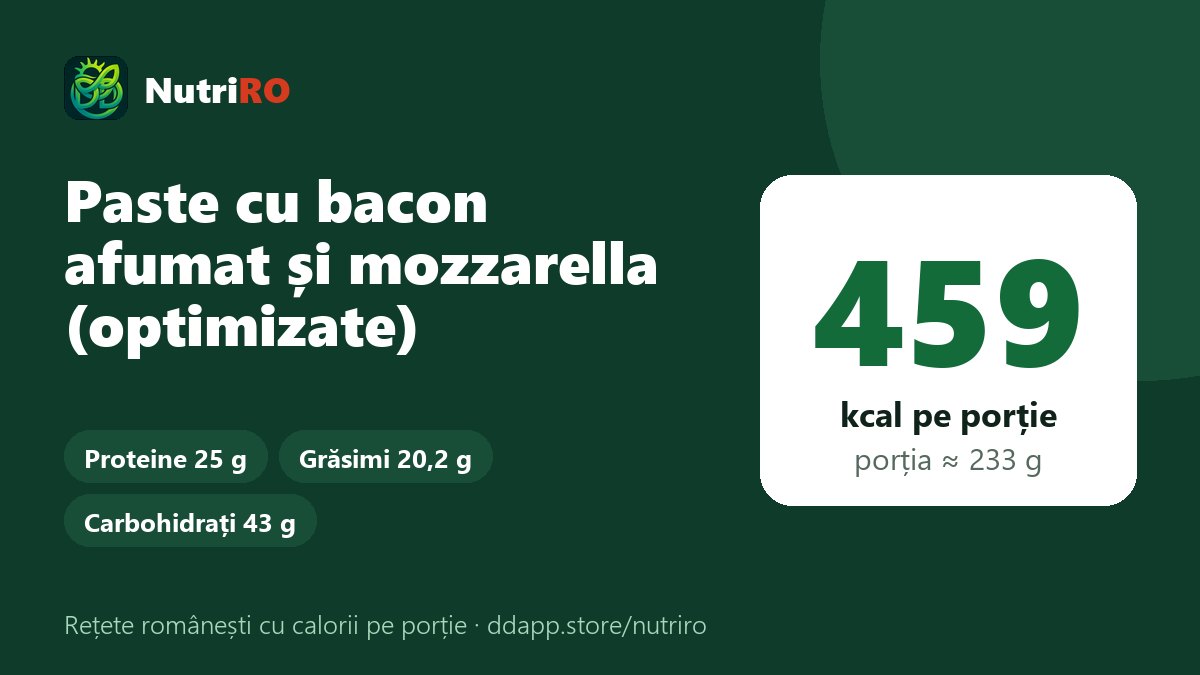 NutriRO
Paste cu bacon
afumat și mozzarella
(optimizate)
459
kcal pe porție
porția ≈ 233 g
Proteine 25 g
Grăsimi 20,2 g
Carbohidrați 43 g
Rețete românești cu calorii pe porție · ddapp.store/nutriro